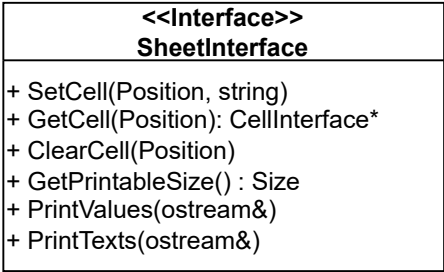 <<Interface>>
SheetInterface
+ SetCell(Position, string)
+ GetCell(Position): CellInterface*
+ ClearCell(Position)
+ GetPrintableSize() : Size
+ PrintValues(ostream&)
+ PrintTexts(ostream&)